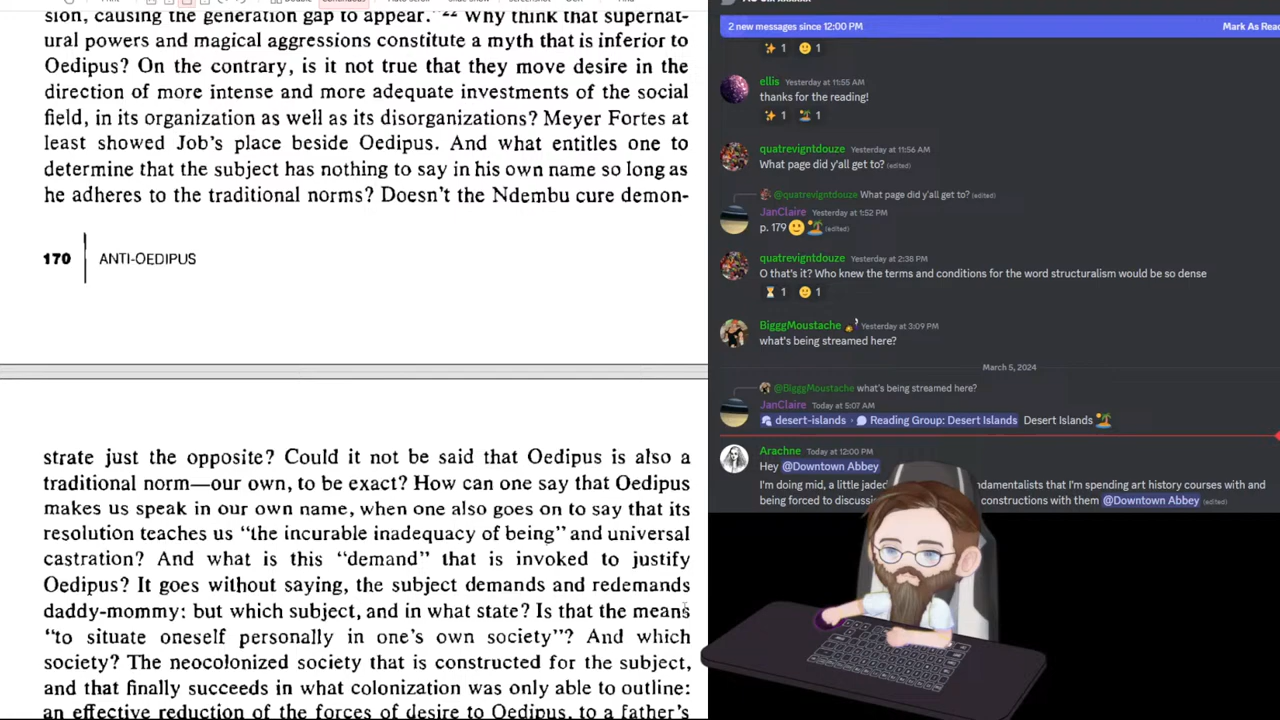 sion, causing the generation gap to appear."22 Why think that supernat-
ural powers and magical aggressions constitute a myth that is inferior to
Oedipus? On the contrary, is it not true that they move desire in the
direction of more intense and more adequate investments of the social
field, in its organization as well as its disorganizations? Meyer Fortes at
least showed Job's place beside Oedipus. And what entitles one to
determine that the subject has nothing to say in his own name so long as
he adheres to the traditional norms? Doesn't the Ndembu cure demon-
170 ANTI-OEDIPUS
strate just the opposite? Could it not be said that Oedipus is also a
traditional norm—our own, to be exact? How can one say that Oedipus
makes us speak in our own name, when one also goes on to say that its
resolution teaches us "the incurable inadequacy of being" and universal
castration? And what is this "demand" that is invoked to justify
Oedipus? It goes without saying, the subject demands and redemands
daddy-mommy: but which subject, and in what state? Is that the means
"to situate oneself personally in one's own society"? And which
society? The neocolonized society that is constructed for the subject,
and that finally succeeds in what colonization was only able to outline:
an effective reduction of the forces of desire to Oedipus, to a father's
2 new messages since 12:00 PM Mark As Read
1 1
ellis Yesterday at 11:55 AM
thanks for the reading!
1 1
quatrevigntdouze Yesterday at 11:56 AM
What page did y'all get to? (edited)
@quatrevigntdouze What page did y'all get to? (edited)
JanClaire Yesterday at 1:52 PM
p. 179 (edited)
quatrevigntdouze Yesterday at 2:38 PM
O that's it? Who knew the terms and conditions for the word structuralism would be so dense
1 1
BigggMoustache Yesterday at 3:09 PM
what's being streamed here?
March 5, 2024
@BigggMoustache what's being streamed here?
JanClaire Today at 5:07 AM
desert-islands Reading Group: Desert Islands Desert Islands
Arachne Today at 12:00 PM
Hey @Downtown Abbey
I'm doing mid, a little jaded ndamentalists that I'm spending art history courses with and
being forced to discuss constructions with them @Downtown Abbey (edited)